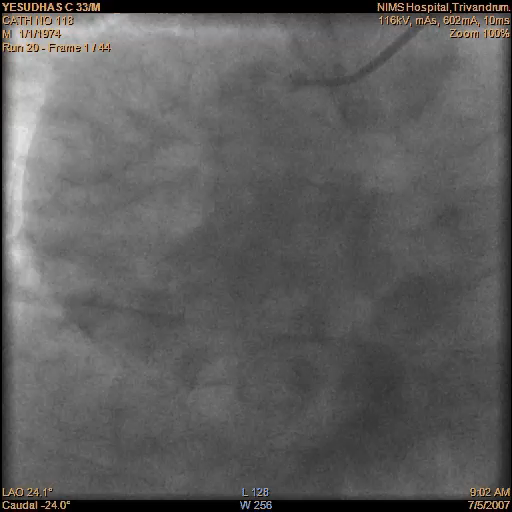 YESUDHAS C 33/M
CATH NO 118
M 1/1/1974
Run 20 - Frame 1 / 44
NIMS Hospital,Trivandrum.
116kV, mAs, 602mA, 10ms
Zoom 100%
LAO 24.1°
Caudal -24.0°
L 128
W 256
9:02 AM
7/5/2007